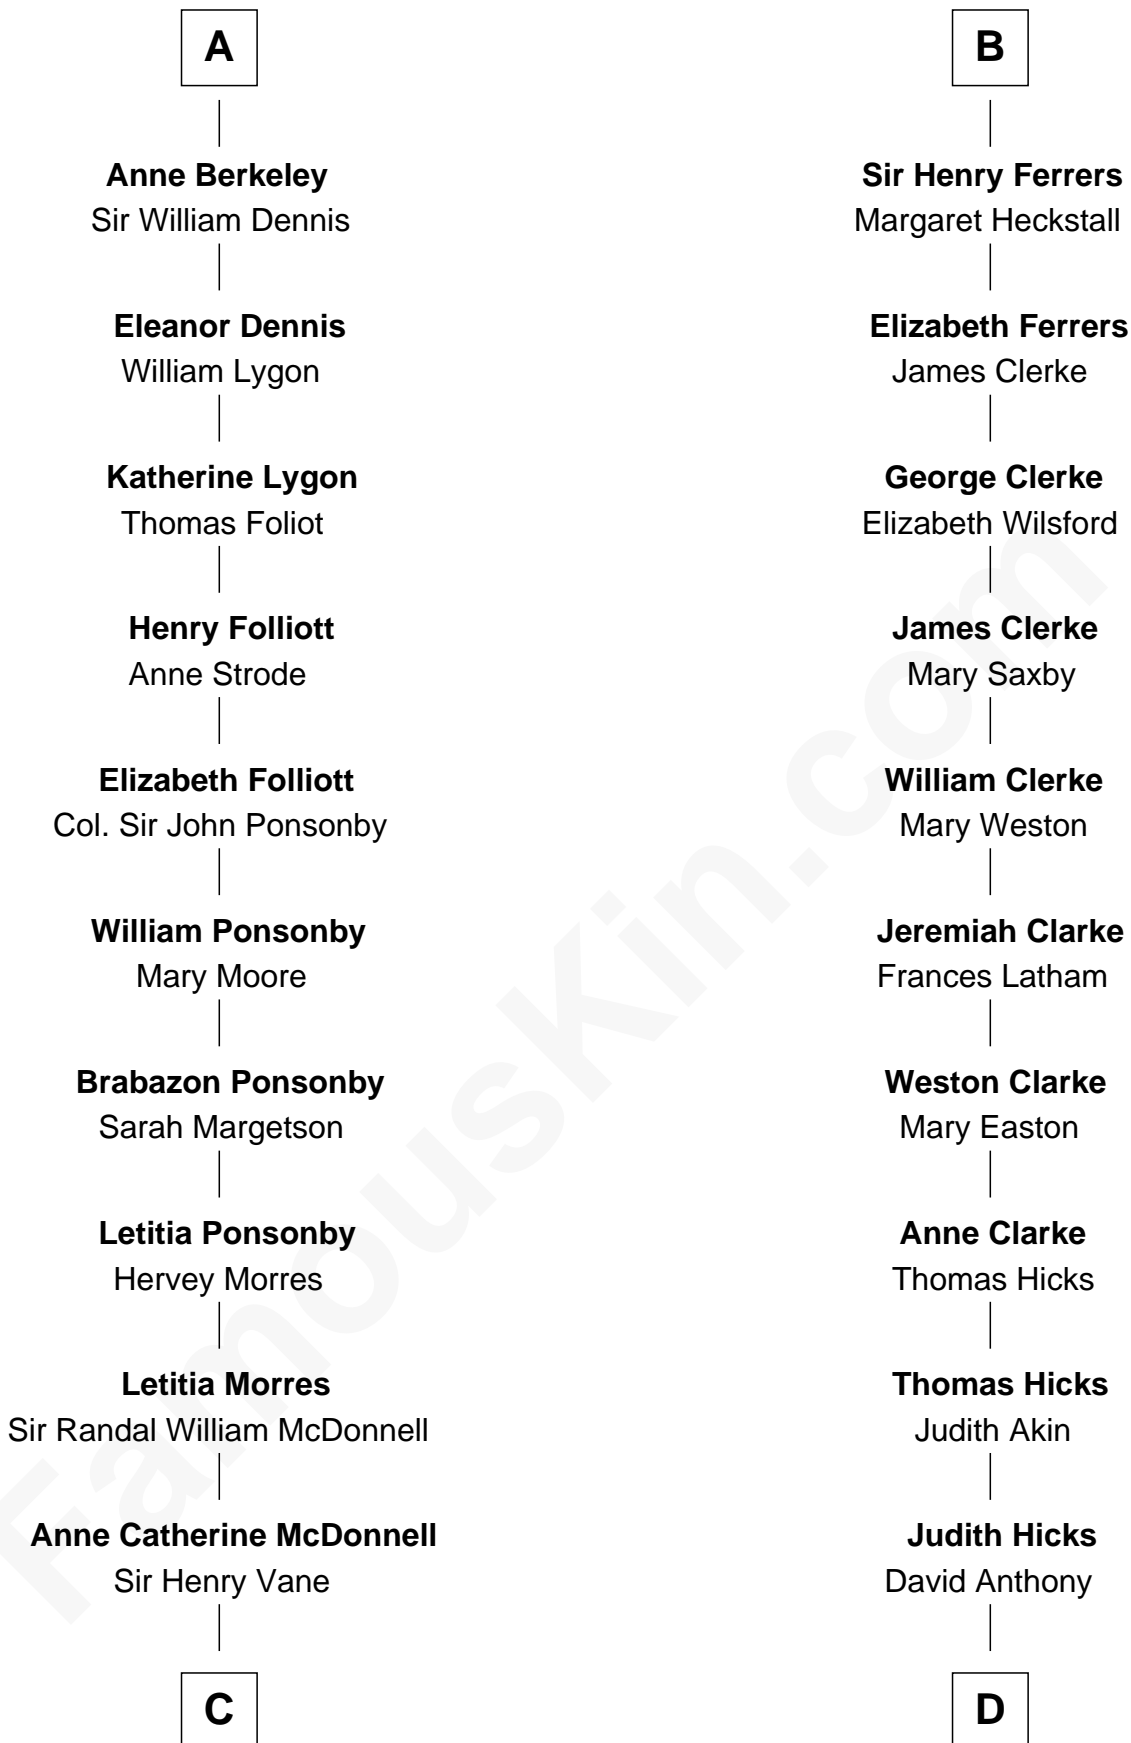 A
Anne Berkeley
Sir William Dennis
Eleanor Dennis
William Lygon
Katherine Lygon
Thomas Foliot
Henry Folliott
Anne Strode
Elizabeth Folliott
Col. Sir John Ponsonby
William Ponsonby
Mary Moore
Brabazon Ponsonby
Sarah Margetson
Letitia Ponsonby
Hervey Morres
Letitia Morres
Sir Randal William McDonnell
Anne Catherine McDonnell
Sir Henry Vane
C
B
Sir Henry Ferrers
Margaret Heckstall
Elizabeth Ferrers
James Clerke
George Clerke
Elizabeth Wilsford
James Clerke
Mary Saxby
William Clerke
Mary Weston
Jeremiah Clarke
Frances Latham
Weston Clarke
Mary Easton
Anne Clarke
Thomas Hicks
Thomas Hicks
Judith Akin
Judith Hicks
David Anthony
D
FamousKin.com